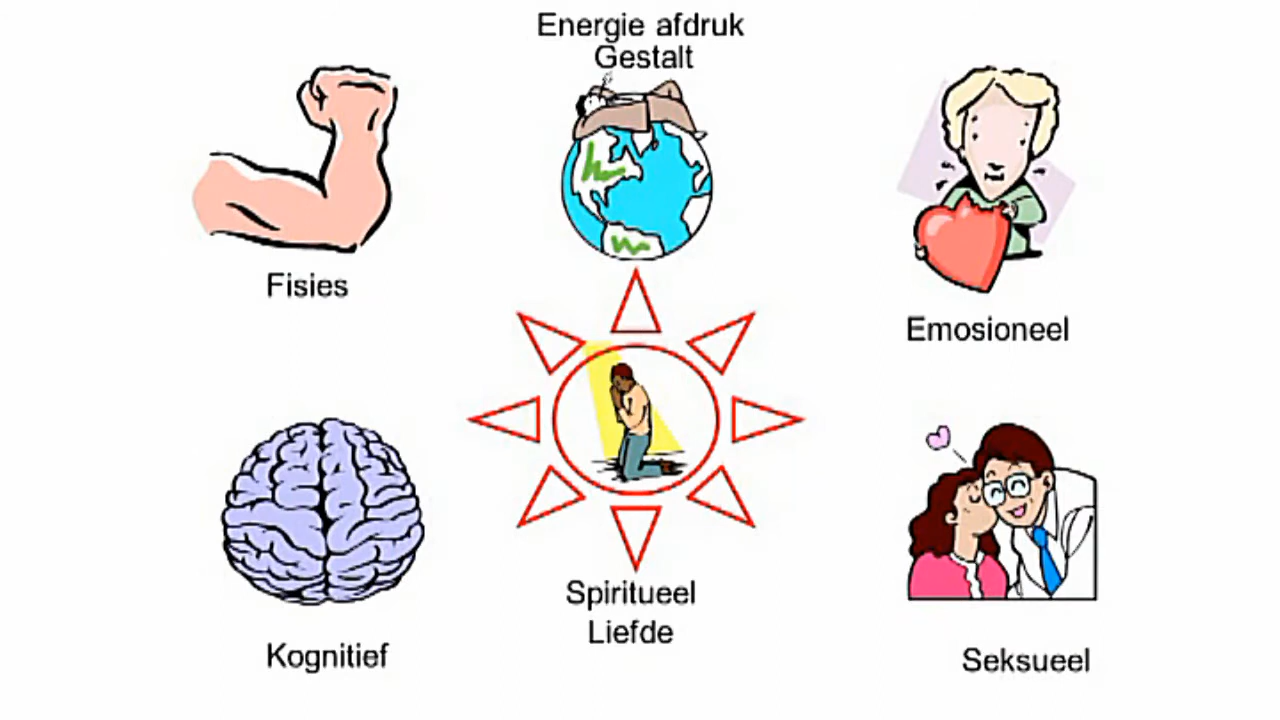 Energie afdruk
Gestalt
Fisies
Emosioneel
Spiritueel
Liefde
Kognitief
Seksueel